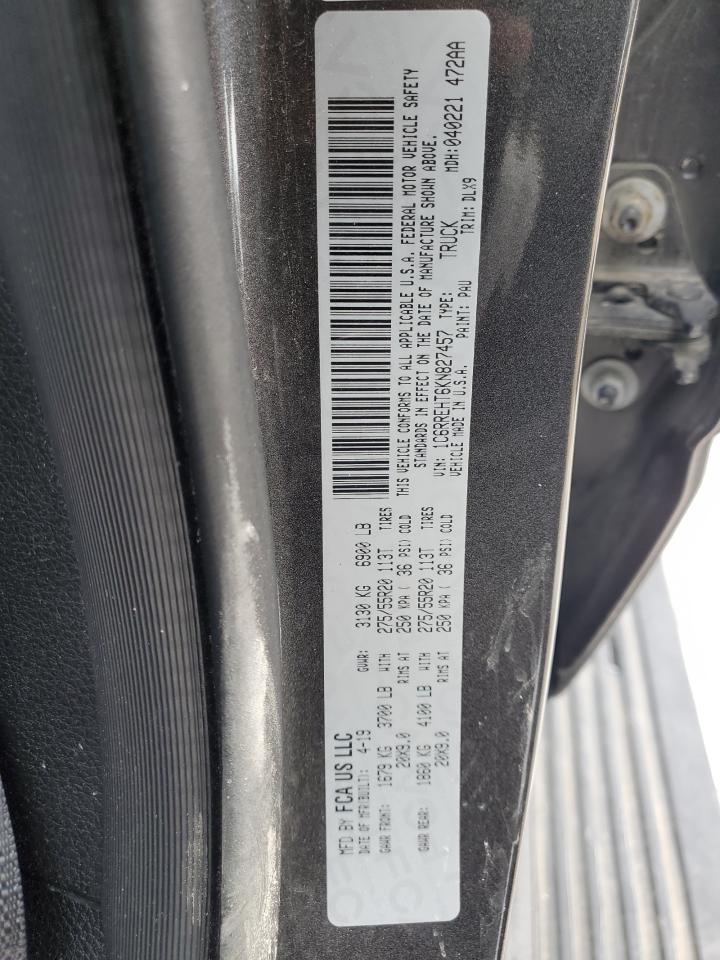 MFD BY FCA US LLC
DATE OF MFR(BUILT): 4-19 GVWR: 3130 KG 6900 LB
GAWR FRONT: 1679 KG 3700 LB WITH 275/55R20 113T TIRES
20X9.0 RIMS AT 250 KPA ( 36 PSI) COLD
GAWR REAR: 1860 KG 4100 LB WITH 275/55R20 113T TIRES
20X9.0 RIMS AT 250 KPA ( 36 PSI) COLD
THIS VEHICLE CONFORMS TO ALL APPLICABLE U.S.A. FEDERAL MOTOR VEHICLE SAFETY
STANDARDS IN EFFECT ON THE DATE OF MANUFACTURE SHOWN ABOVE.
VIN: 1C6RREHT6KN827457 TYPE: TRUCK MDH:040221 472AA
VEHICLE MADE IN U.S.A. PAINT: PAU TRIM: DLX9